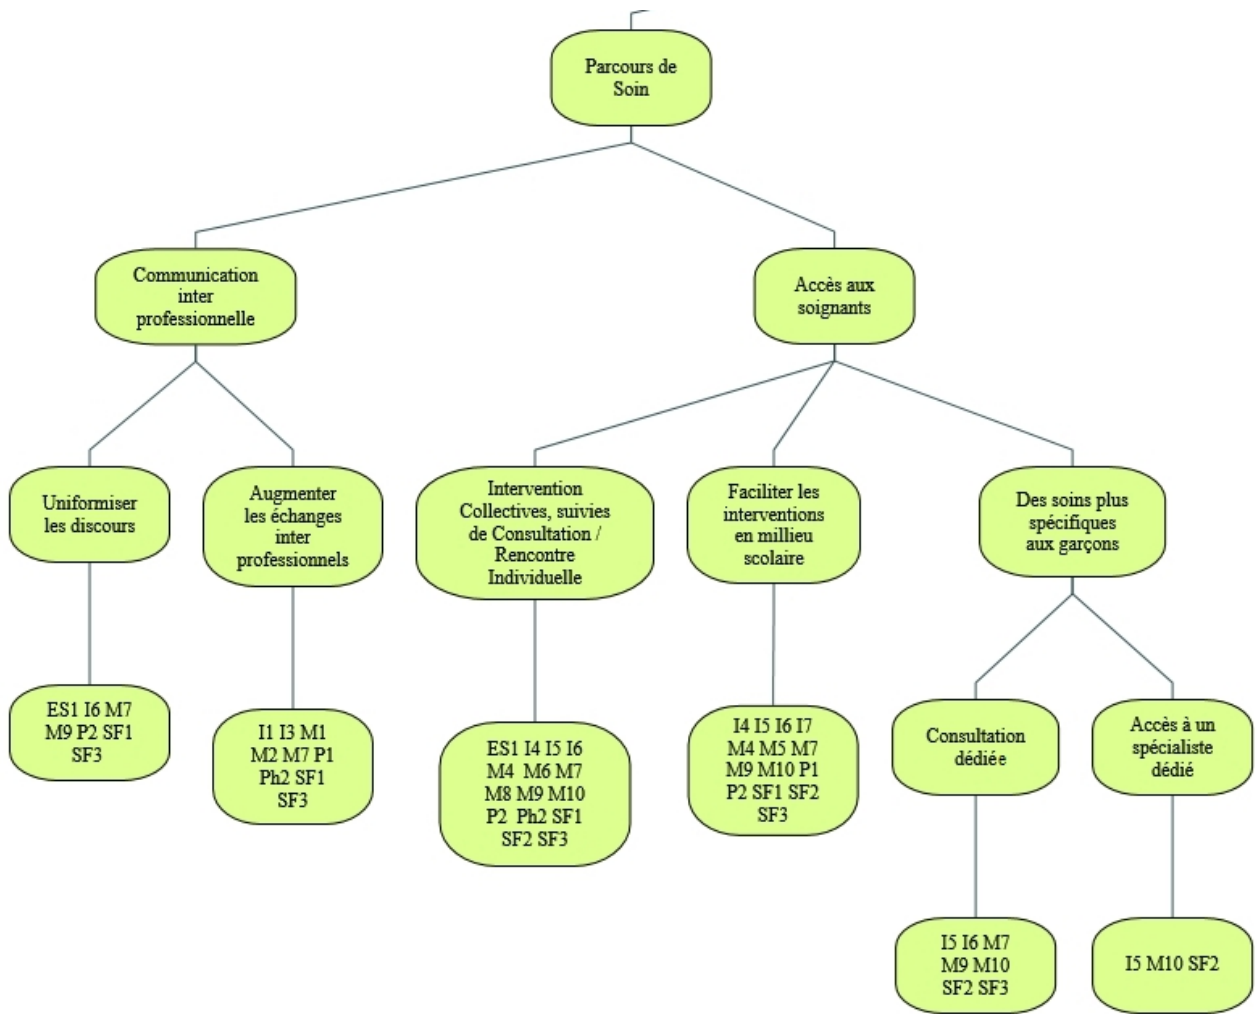 Parcours de
Soin
Communication
inter
professionnelle
Accès aux
soignants
Uniformiser
les discours
Augmenter
les échanges
inter
professionnels
Intervention
Collectives, suivies
de Consultation /
Rencontre
Individuelle
Faciliter les
interventions
en millieu
scolaire
Des soins plus
spécifiques
aux garçons
ES1 I6 M7
M9 P2 SF1
SF3
I1 I3 M1
M2 M7 P1
Ph2 SF1
SF3
ES1 I4 I5 I6
M4 M6 M7
M8 M9 M10
P2 Ph2 SF1
SF2 SF3
I4 I5 I6 I7
M4 M5 M7
M9 M10 P1
P2 SF1 SF2
SF3
Consultation
dédiée
Accès à un
spécialiste
dédié
I5 I6 M7
M9 M10
SF2 SF3
I5 M10 SF2